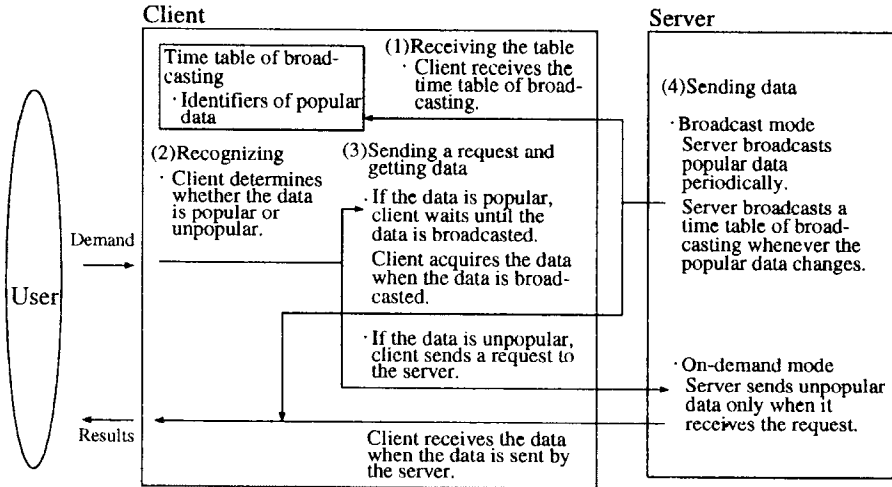 Client
Server
Time table of broad-
casting
· Identifiers of popular
data
(1)Receiving the table
· Client receives the
time table of broad-
casting.
(2)Recognizing
· Client determines
whether the data
is popular or
unpopular.
(3)Sending a request and
getting data
· If the data is popular,
client waits until the
data is broadcasted.
Client acquires the data
when the data is broad-
casted.
· If the data is unpopular,
client sends a request to
the server.
Client receives the data
when the data is sent by
the server.
(4)Sending data
· Broadcast mode
Server broadcasts
popular data
periodically.
Server broadcasts a
time table of broad-
casting whenever the
popular data changes.
· On-demand mode
Server sends unpopular
data only when it
receives the request.
User
Demand
Results